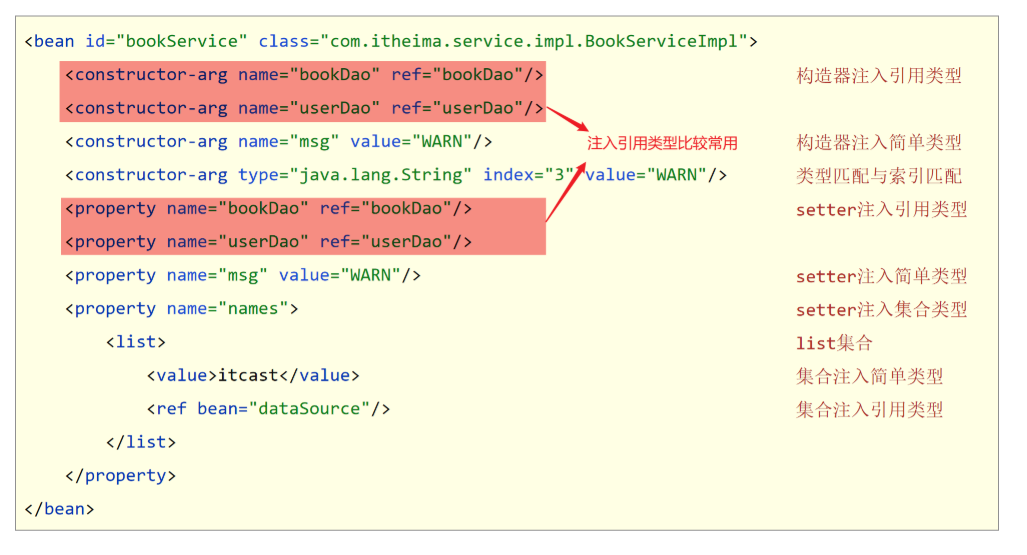 <bean id="bookService" class="com.itheima.service.impl.BookServiceImpl">
<constructor-arg name="bookDao" ref="bookDao"/> 构造器注入引用类型
<constructor-arg name="userDao" ref="userDao"/>
<constructor-arg name="msg" value="WARN"/> 注入引用类型比较常用 构造器注入简单类型
<constructor-arg type="java.lang.String" index="3" value="WARN"/> 类型匹配与索引匹配
<property name="bookDao" ref="bookDao"/> setter注入引用类型
<property name="userDao" ref="userDao"/>
<property name="msg" value="WARN"/> setter注入简单类型
<property name="names"> setter注入集合类型
<list> list集合
<value>itcast</value> 集合注入简单类型
<ref bean="dataSource"/> 集合注入引用类型
</list>
</property>
</bean>